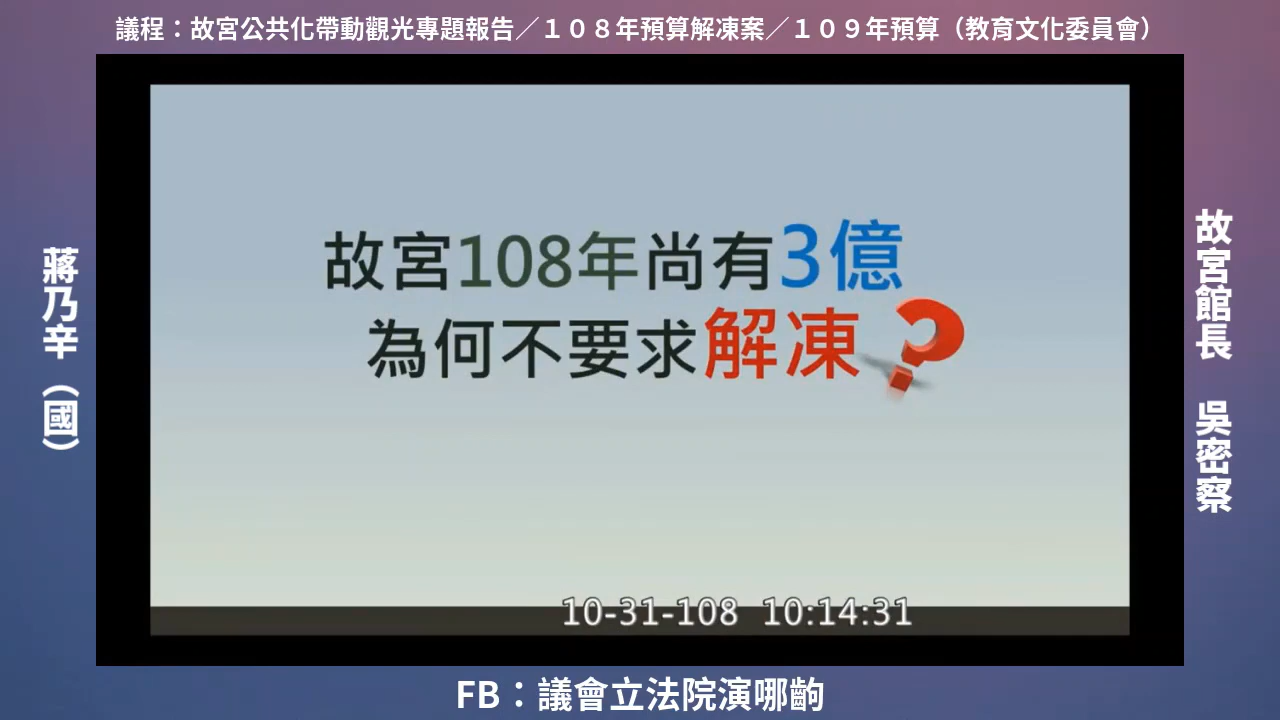 議程：故宮公共化帶動觀光專題報告／１０８年預算解凍案／１０９年預算（教育文化委員會）
蔣乃辛（國）
故宮108年尚有3億
為何不要求解凍？
10-31-108 10:14:31
故宮館長 吳密察
FB：議會立法院演哪齣